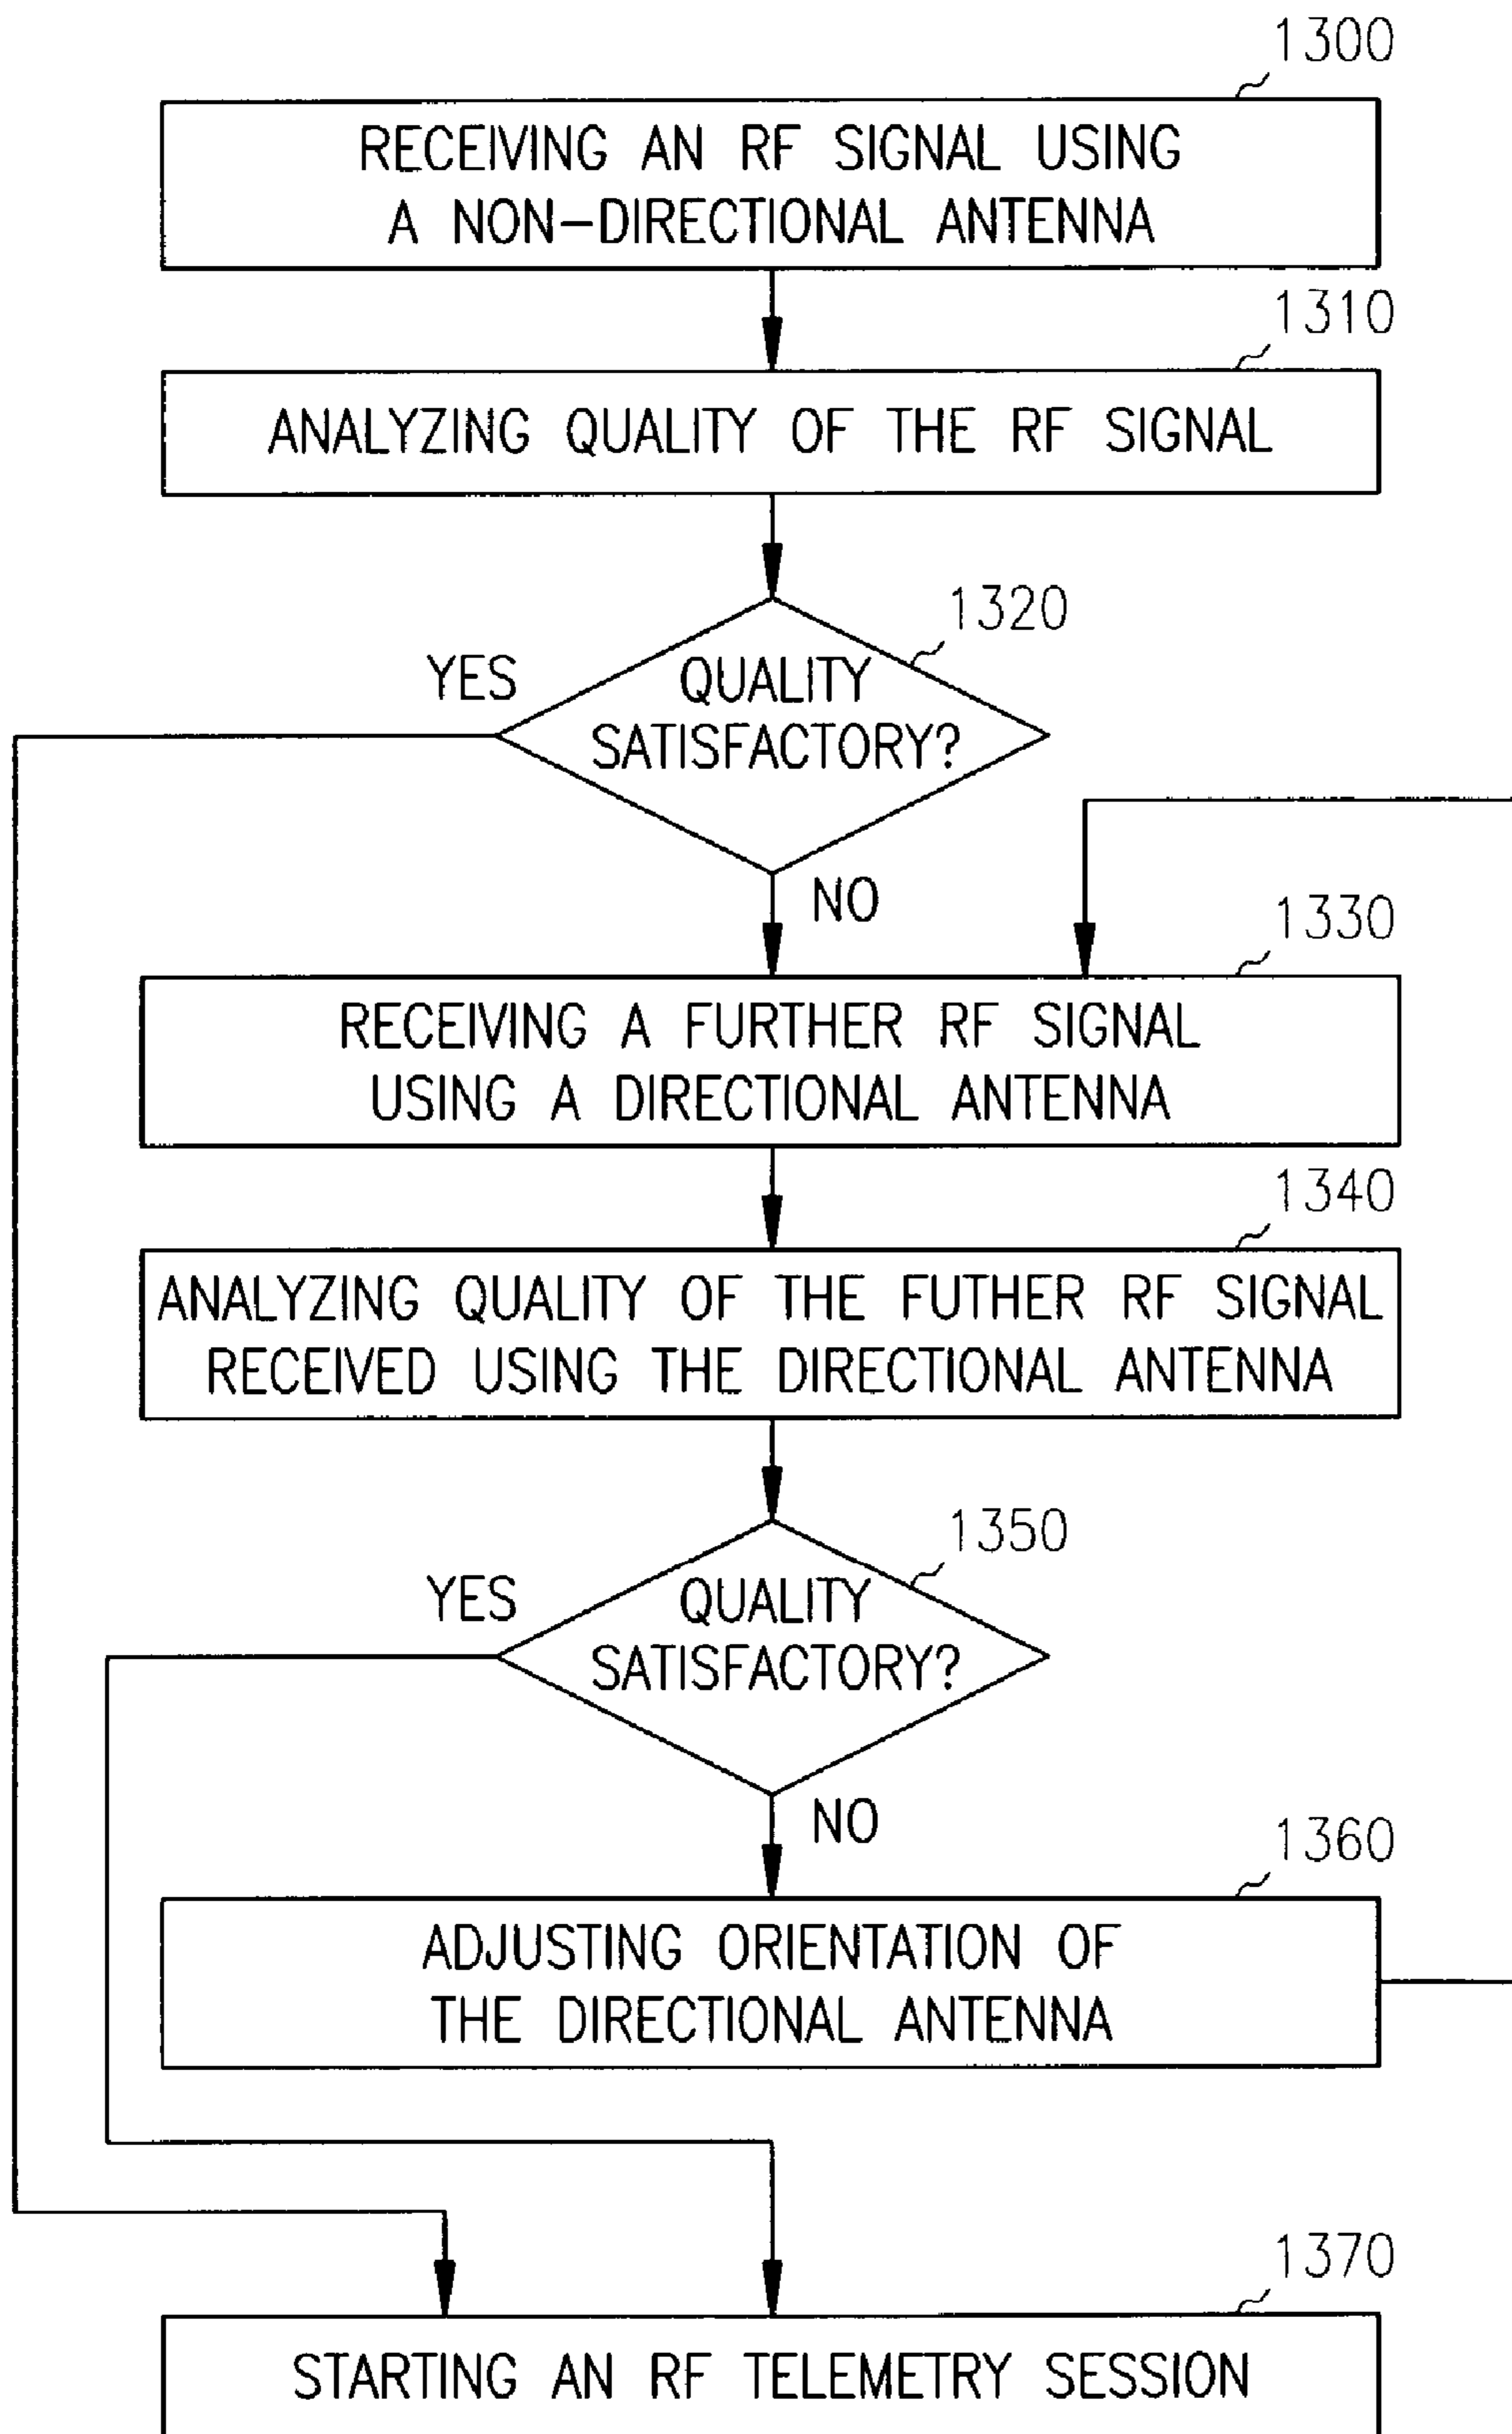 1300
RECEIVING AN RF SIGNAL USING
A NON-DIRECTIONAL ANTENNA
1310
ANALYZING QUALITY OF THE RF SIGNAL
1320
YES
QUALITY
SATISFACTORY?
NO
1330
RECEIVING A FURTHER RF SIGNAL
USING A DIRECTIONAL ANTENNA
1340
ANALYZING QUALITY OF THE FUTHER RF SIGNAL
RECEIVED USING THE DIRECTIONAL ANTENNA
1350
YES
QUALITY
SATISFACTORY?
NO
1360
ADJUSTING ORIENTATION OF
THE DIRECTIONAL ANTENNA
1370
STARTING AN RF TELEMETRY SESSION